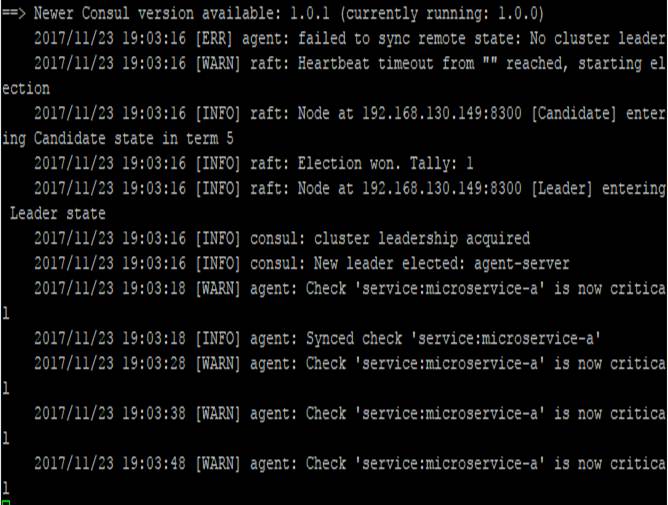 ==> Newer Consul version available: 1.0.1 (currently running: 1.0.0)
2017/11/23 19:03:16 [ERR] agent: failed to sync remote state: No cluster leader
2017/11/23 19:03:16 [WARN] raft: Heartbeat timeout from "" reached, starting el
ection
2017/11/23 19:03:16 [INFO] raft: Node at 192.168.130.149:8300 [Candidate] enter
ing Candidate state in term 5
2017/11/23 19:03:16 [INFO] raft: Election won. Tally: 1
2017/11/23 19:03:16 [INFO] raft: Node at 192.168.130.149:8300 [Leader] entering
Leader state
2017/11/23 19:03:16 [INFO] consul: cluster leadership acquired
2017/11/23 19:03:16 [INFO] consul: New leader elected: agent-server
2017/11/23 19:03:18 [WARN] agent: Check 'service:microservice-a' is now critica
l
2017/11/23 19:03:18 [INFO] agent: Synced check 'service:microservice-a'
2017/11/23 19:03:28 [WARN] agent: Check 'service:microservice-a' is now critica
l
2017/11/23 19:03:38 [WARN] agent: Check 'service:microservice-a' is now critica
l
2017/11/23 19:03:48 [WARN] agent: Check 'service:microservice-a' is now critica
l